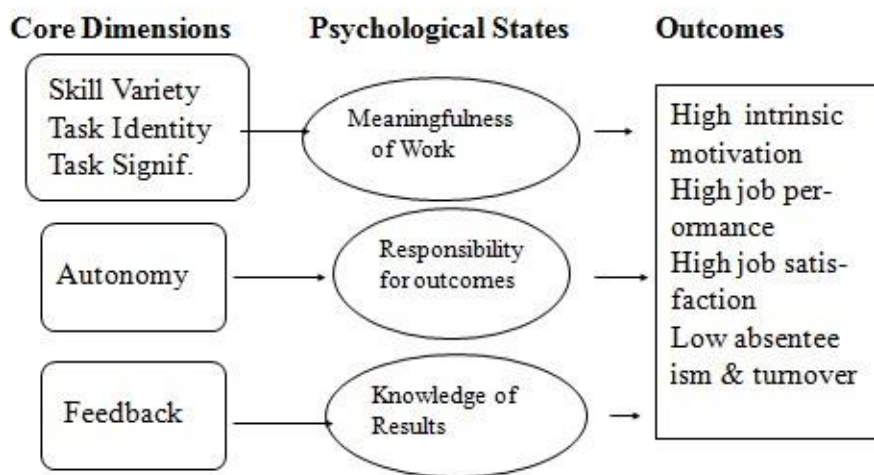 Core Dimensions
Psychological States
Outcomes
Skill Variety
Task Identity
Task Signif.
Meaningfulness
of Work
High intrinsic
motivation
High job per-
ormance
High job satis-
faction
Low absentee
ism & turnover
Autonomy
Responsibility
for outcomes
Feedback
Knowledge of
Results